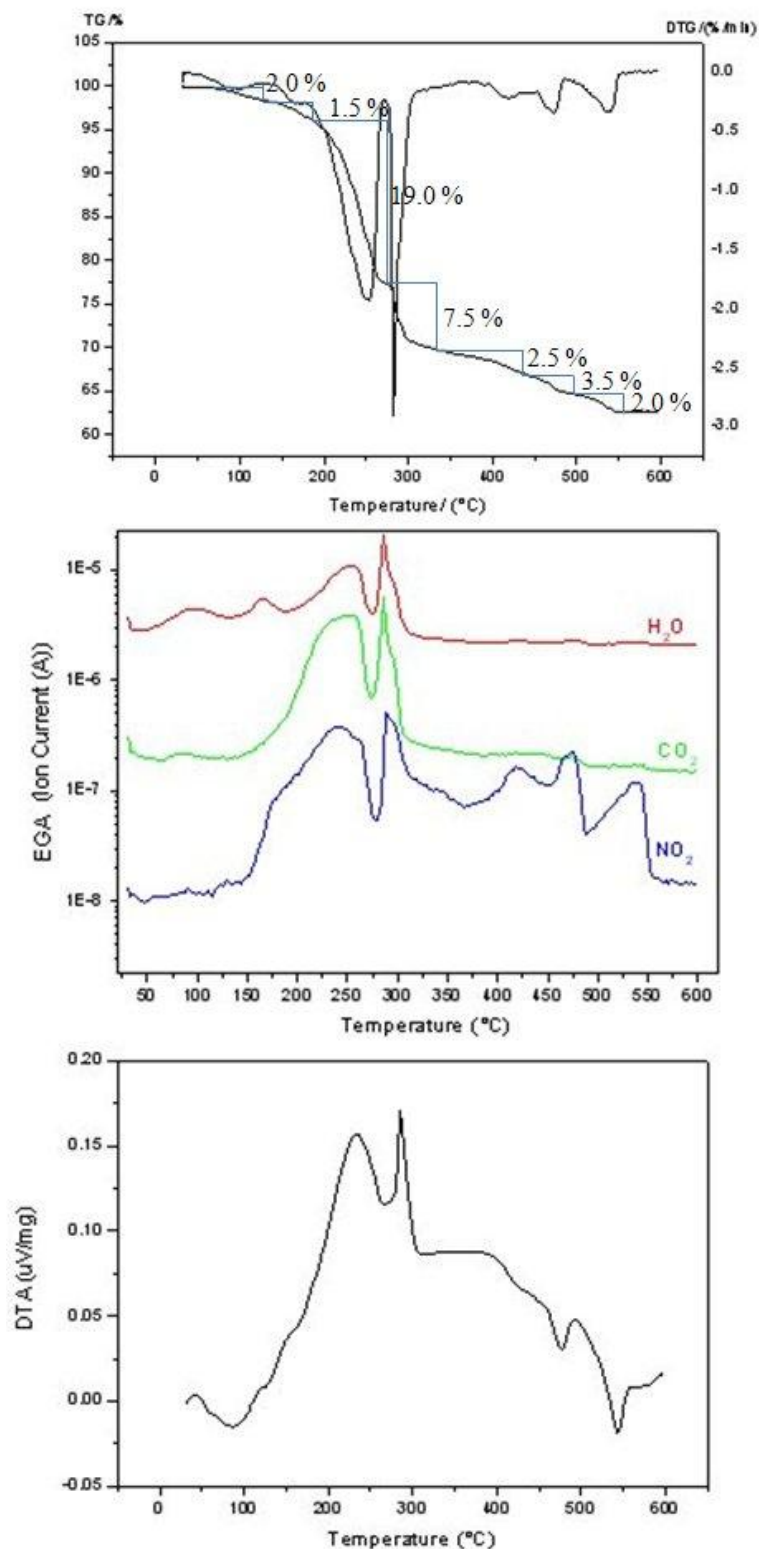 TG /%
DTG /(% /min)
105
100
95
90
85
80
75
70
65
60
0.0
-0.5
-1.0
-1.5
-2.0
-2.5
-3.0
2.0 %
1.5 %
19.0 %
7.5 %
2.5 %
3.5 %
2.0 %
0 100 200 300 400 500 600
Temperature/ (°C)
EGA (Ion Current (A))
1E-5
1E-6
1E-7
1E-8
H₂O
CO₂
NO₂
50 100 150 200 250 300 350 400 450 500 550 600
Temperature (°C)
DTA (uV/mg)
0.20
0.15
0.10
0.05
0.00
-0.05
0 100 200 300 400 500 600
Temperature (°C)